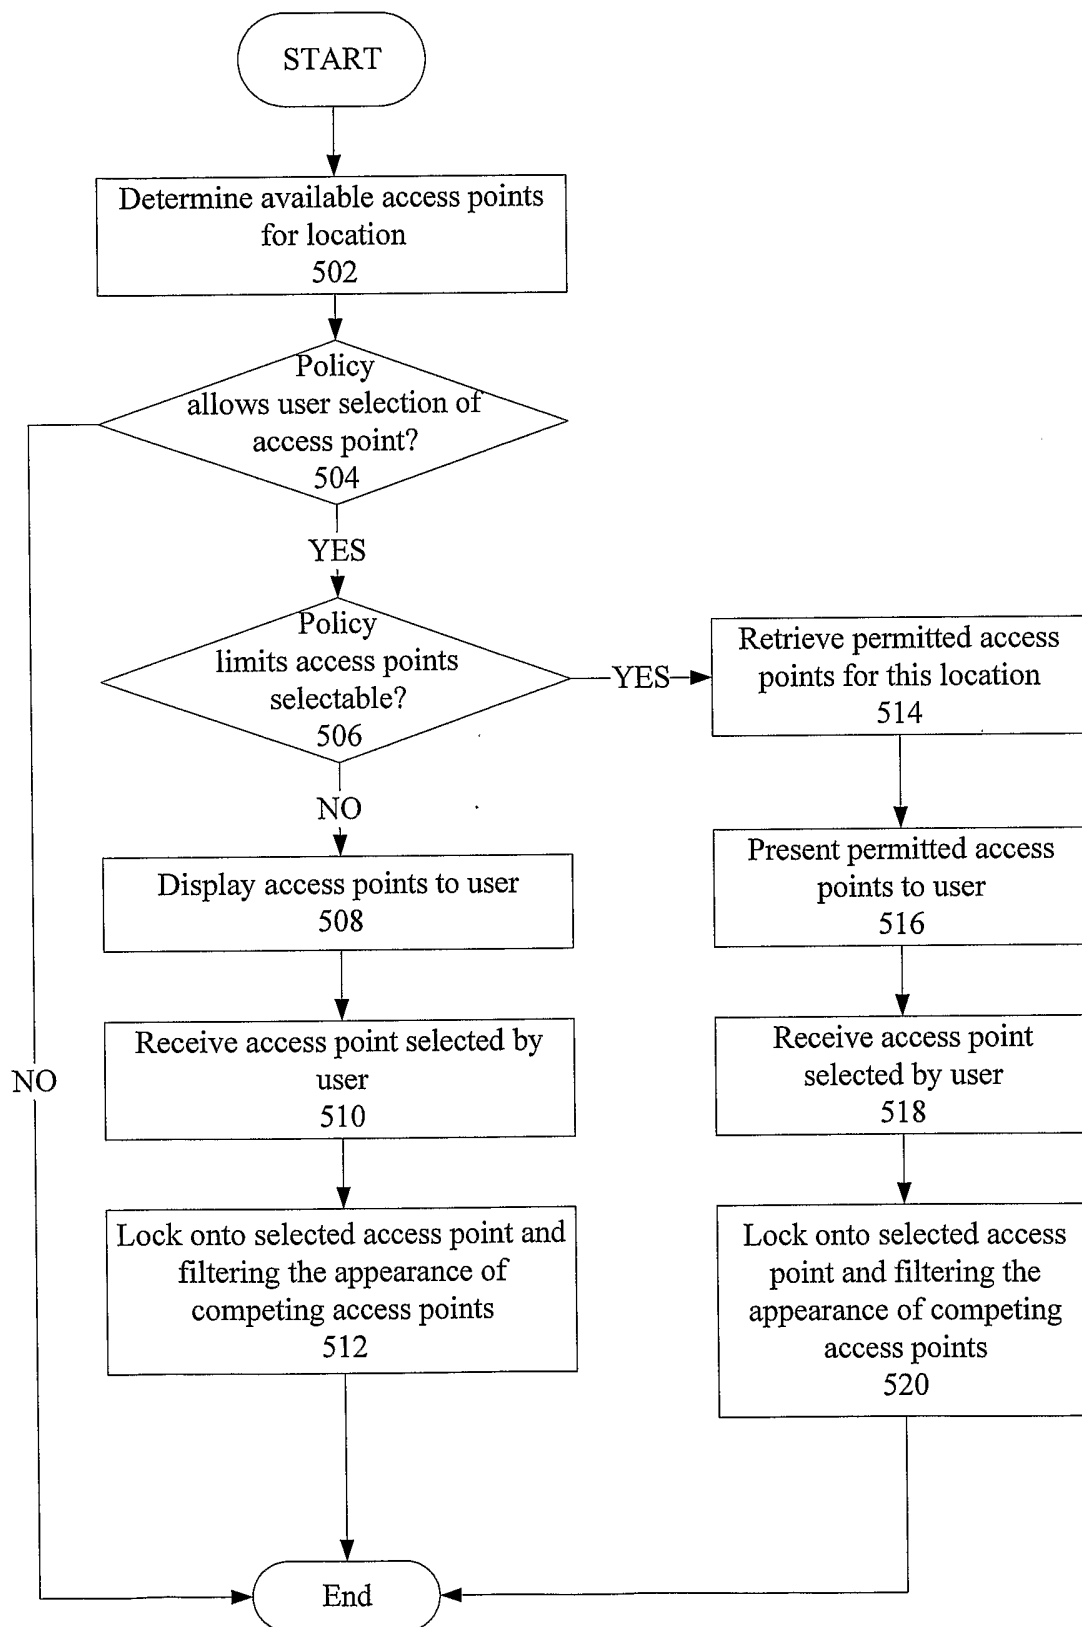 START
Determine available access points
for location
502
Policy
allows user selection of
access point?
504
YES
Policy
limits access points
selectable?
506
YES
Retrieve permitted access
points for this location
514
NO
Display access points to user
508
Present permitted access
points to user
516
Receive access point selected by
user
510
Receive access point
selected by user
518
NO
Lock onto selected access point and
filtering the appearance of
competing access points
512
Lock onto selected access
point and filtering the
appearance of competing
access points
520
End